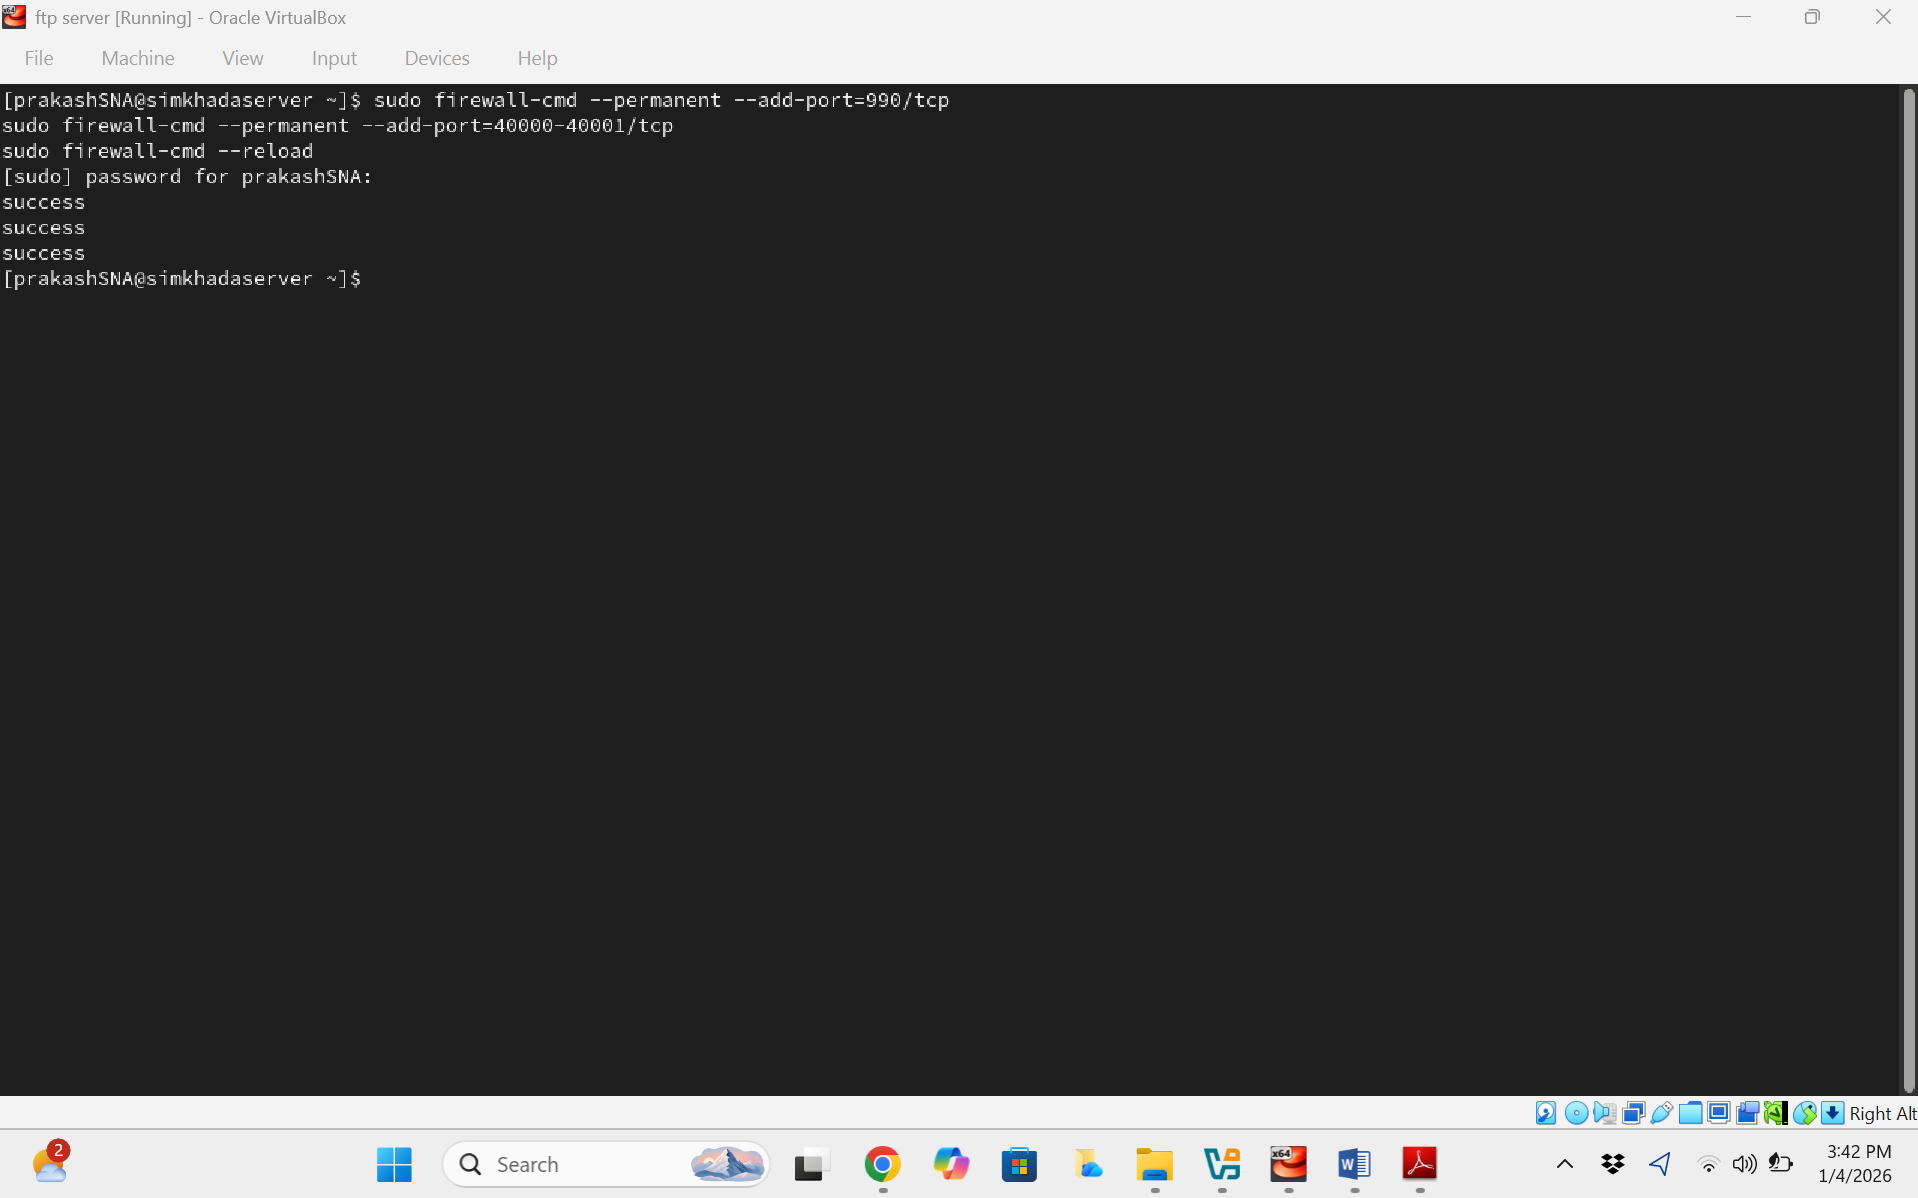 ftp server [Running] - Oracle VirtualBox
File Machine View Input Devices Help
[prakashSNA@simkhadaserver ~]$ sudo firewall-cmd --permanent --add-port=990/tcp
sudo firewall-cmd --permanent --add-port=40000-40001/tcp
sudo firewall-cmd --reload
[sudo] password for prakashSNA:
success
success
success
[prakashSNA@simkhadaserver ~]$
Right Alt
2
Search
x64
3:42 PM
1/4/2026